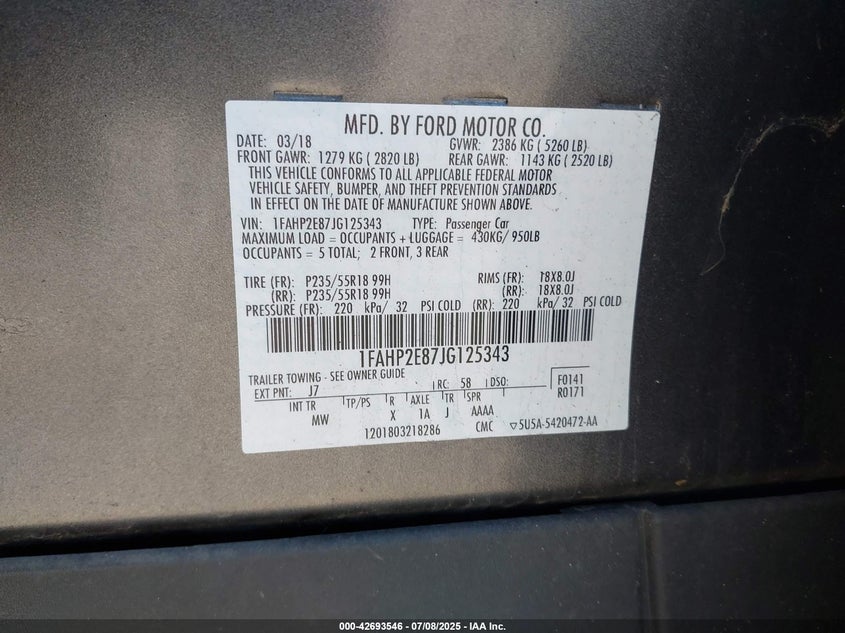 MFD. BY FORD MOTOR CO.
DATE: 03/18 GVWR: 2386 KG ( 5260 LB)
FRONT GAWR: 1279 KG ( 2820 LB) REAR GAWR: 1143 KG ( 2520 LB)
THIS VEHICLE CONFORMS TO ALL APPLICABLE FEDERAL MOTOR
VEHICLE SAFETY, BUMPER, AND THEFT PREVENTION STANDARDS
IN EFFECT ON THE DATE OF MANUFACTURE SHOWN ABOVE.
VIN: 1FAHP2E87JG125343 TYPE: Passenger Car
MAXIMUM LOAD = OCCUPANTS + LUGGAGE = 430KG/ 950LB
OCCUPANTS = 5 TOTAL; 2 FRONT, 3 REAR
TIRE (FR): P235/55R18 99H RIMS (FR): 18X8.0J
(RR): P235/55R18 99H (RR): 18X8.0J
PRESSURE (FR): 220 kPa/ 32 PSI COLD (RR): 220 kPa/ 32 PSI COLD
1FAHP2E87JG125343
TRAILER TOWING - SEE OWNER GUIDE
EXT PNT: J7 RC: 58 DSO: F0141
INT TR TP/PS R AXLE TR SPR R0171
MW X 1A J AAAA
1201803218286 CMC ▽5U5A-5420472-AA
000-42693546 - 07/08/2025 - IAA Inc.